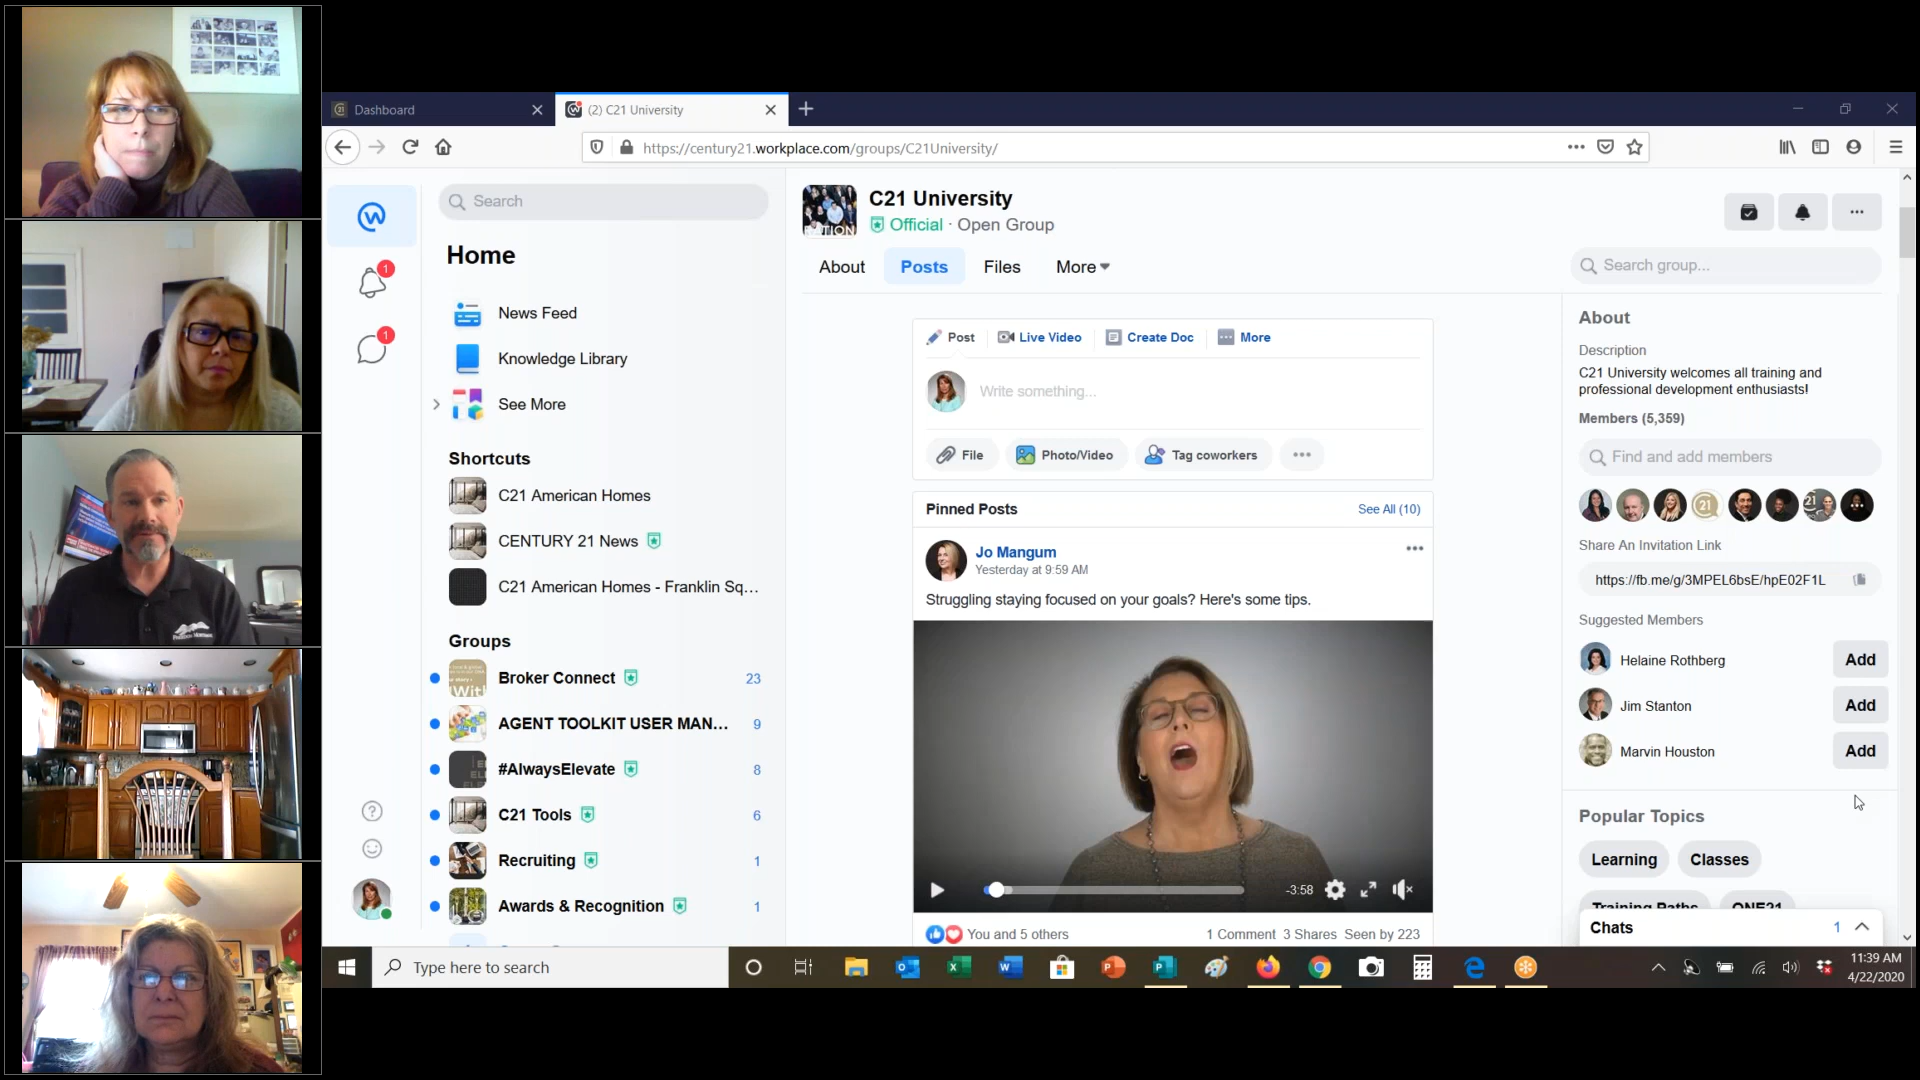 Dashboard
(2) C21 University
https://century21.workplace.com/groups/C21University/
Search
Home
News Feed
Knowledge Library
See More
Shortcuts
C21 American Homes
CENTURY 21 News
C21 American Homes - Franklin Sq...
Groups
Broker Connect 23
AGENT TOOLKIT USER MAN... 9
#AlwaysElevate 8
C21 Tools 6
Recruiting 1
Awards & Recognition 1
1
1
C21 University
Official · Open Group
About Posts Files More
Search group...
Post Live Video Create Doc More
Write something...
File Photo/Video Tag coworkers
Pinned Posts See All (10)
Jo Mangum
Yesterday at 9:59 AM
Struggling staying focused on your goals? Here's some tips.
-3:58
You and 5 others 1 Comment 3 Shares Seen by 223
About
Description
C21 University welcomes all training and
professional development enthusiasts!
Members (5,359)
Find and add members
Share An Invitation Link
https://fb.me/g/3MPEL6bsE/hpE02F1L
Suggested Members
Helaine Rothberg Add
Jim Stanton Add
Marvin Houston Add
Popular Topics
Learning Classes
Training Paths ONE21
Chats 1
Type here to search
11:39 AM
4/22/2020